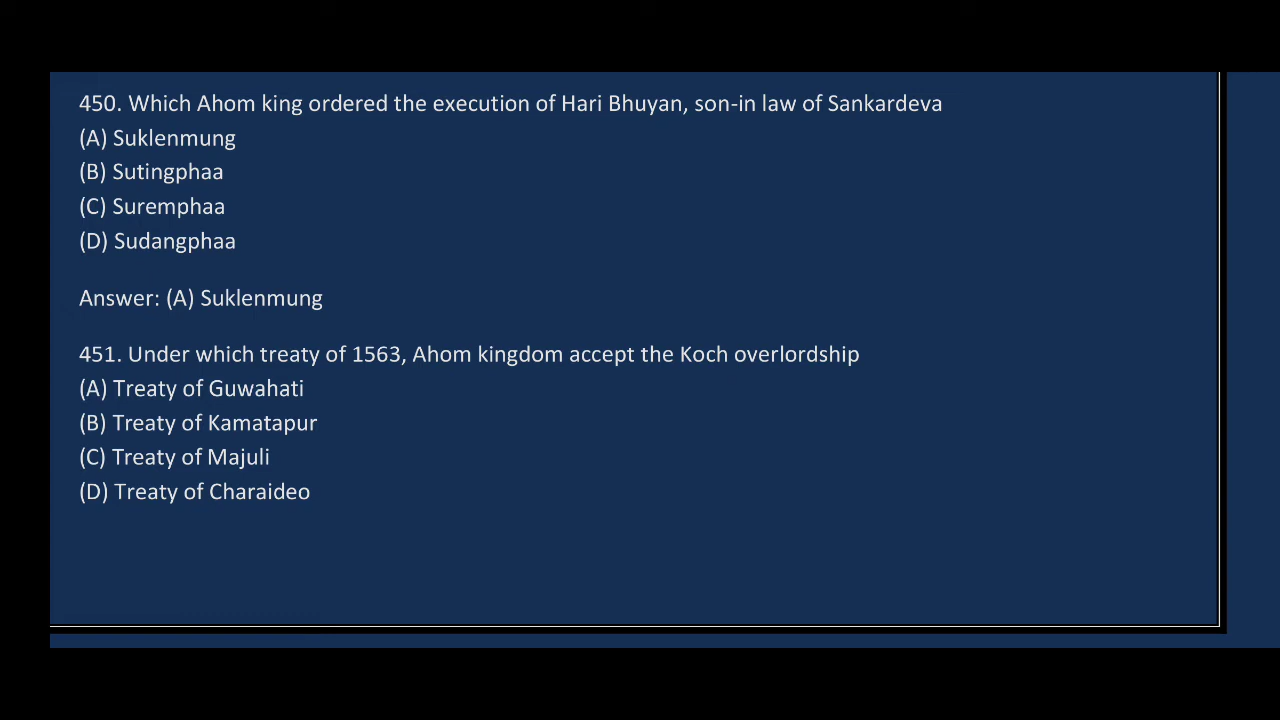 450. Which Ahom king ordered the execution of Hari Bhuyan, son-in law of Sankardeva
(A) Suklenmung
(B) Sutingphaa
(C) Suremphaa
(D) Sudangphaa
Answer: (A) Suklenmung
451. Under which treaty of 1563, Ahom kingdom accept the Koch overlordship
(A) Treaty of Guwahati
(B) Treaty of Kamatapur
(C) Treaty of Majuli
(D) Treaty of Charaideo